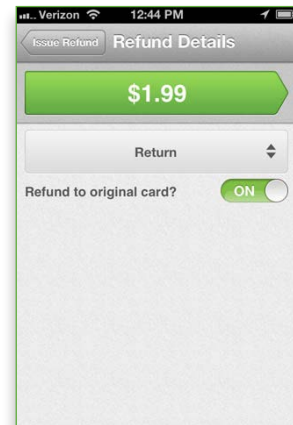 Verizon 12:44 PM
Issue Refund Refund Details
$1.99
Return
Refund to original card? ON